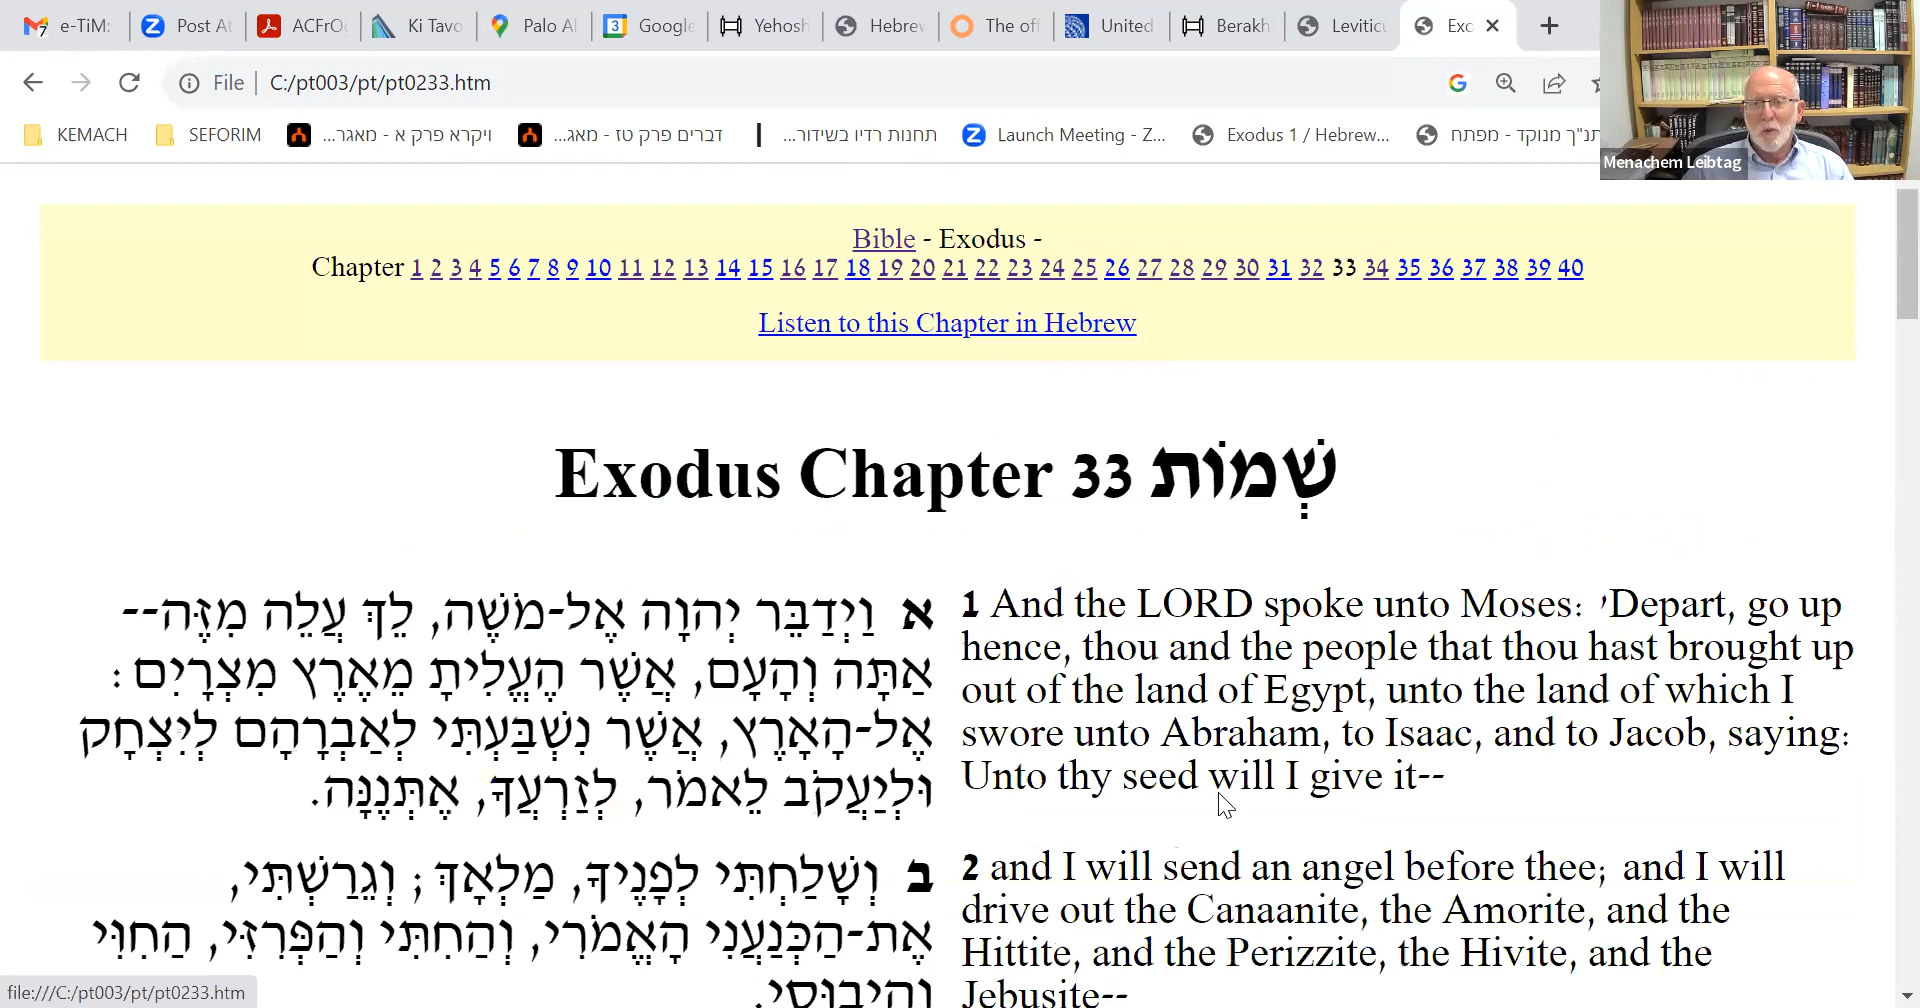 e-TiM: Post At ACFrO Ki Tavo Palo Al Google Yehosh Hebrew The off United Berakh Leviticu Exo
File C:/pt003/pt/pt0233.htm
KEMACH SEFORIM ויקרא פרק א - מאגר... דברים פרק טז - מאג... תחנות רדיו בשידור... Launch Meeting - Z... Exodus 1 / Hebrew... תנ"ך מנוקד - מפתח
Menachem Leibtag
Bible - Exodus -
Chapter 1 2 3 4 5 6 7 8 9 10 11 12 13 14 15 16 17 18 19 20 21 22 23 24 25 26 27 28 29 30 31 32 33 34 35 36 37 38 39 40
Listen to this Chapter in Hebrew
Exodus Chapter 33 שְׁמוֹת
א וַיְדַבֵּר יְהוָה אֶל-מֹשֶׁה, לֵךְ עֲלֵה מִזֶּה--
אַתָּה וְהָעָם, אֲשֶׁר הֶעֱלִיתָ מֵאֶרֶץ מִצְרָיִם:
אֶל-הָאָרֶץ, אֲשֶׁר נִשְׁבַּעְתִּי לְאַבְרָהָם לְיִצְחָק
וּלְיַעֲקֹב לֵאמֹר, לְזַרְעֲךָ, אֶתְּנֶנָּה.
1 And the LORD spoke unto Moses: 'Depart, go up
hence, thou and the people that thou hast brought up
out of the land of Egypt, unto the land of which I
swore unto Abraham, to Isaac, and to Jacob, saying:
Unto thy seed will I give it--
ב וְשָׁלַחְתִּי לְפָנֶיךָ, מַלְאָךְ; וְגֵרַשְׁתִּי,
אֶת-הַכְּנַעֲנִי הָאֱמֹרִי, וְהַחִתִּי וְהַפְּרִזִּי, הַחִוִּי
וְהַיְבוּסִי.
2 and I will send an angel before thee; and I will
drive out the Canaanite, the Amorite, and the
Hittite, and the Perizzite, the Hivite, and the
Jebusite--
file:///C:/pt003/pt/pt0233.htm